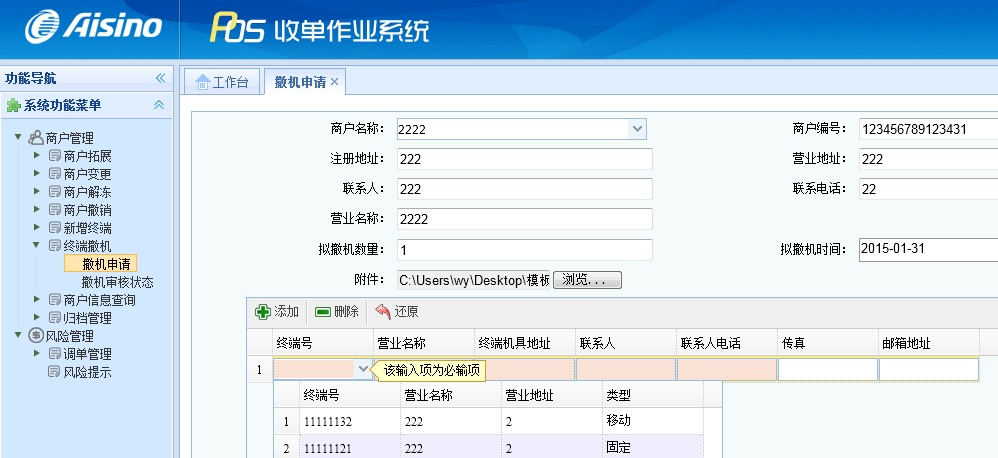 Aisino POS 收单作业系统
功能导航
系统功能菜单
商户管理
商户拓展
商户变更
商户解冻
商户撤销
新增终端
终端撤机
撤机申请
撤机审核状态
商户信息查询
归档管理
风险管理
调单管理
风险提示
工作台 撤机申请
商户名称: 2222 商户编号: 123456789123431
注册地址: 222 营业地址: 222
联系人: 222 联系电话: 22
营业名称: 2222
拟撤机数量: 1 拟撤机时间: 2015-01-31
附件: C:\Users\wy\Desktop\模板 浏览...
添加 删除 还原
终端号 营业名称 终端机具地址 联系人 联系人电话 传真 邮箱地址
1 该输入项为必输项
终端号 营业名称 营业地址 类型
1 11111132 222 2 移动
2 11111121 222 2 固定